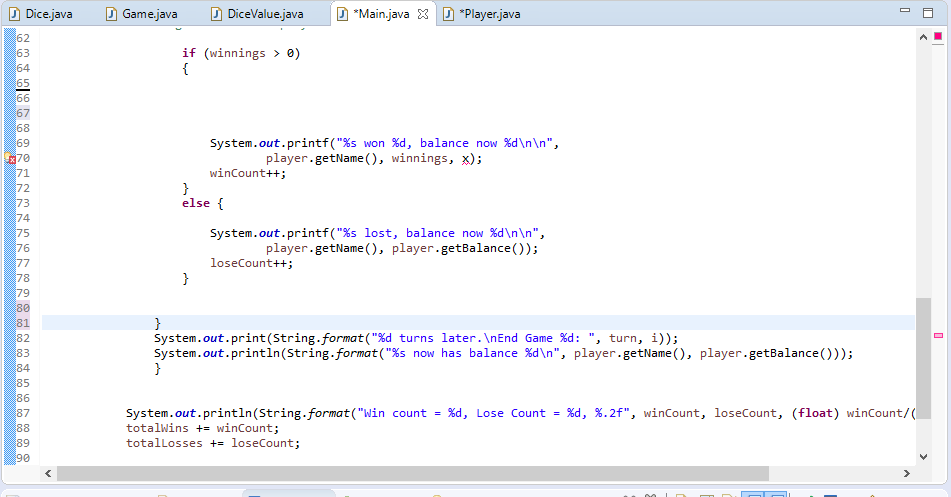 Dice.java Game.java DiceValue.java *Main.java *Player.java
62
63 if (winnings > 0)
64 {
65
66
67
68
69 System.out.printf("%s won %d, balance now %d\n\n",
70 player.getName(), winnings, x);
71 winCount++;
72 }
73 else {
74
75 System.out.printf("%s lost, balance now %d\n\n",
76 player.getName(), player.getBalance());
77 loseCount++;
78 }
79
80
81 }
82 System.out.print(String.format("%d turns later.\nEnd Game %d: ", turn, i));
83 System.out.println(String.format("%s now has balance %d\n", player.getName(), player.getBalance()));
84 }
85
86
87 System.out.println(String.format("Win count = %d, Lose Count = %d, %.2f", winCount, loseCount, (float) winCount/(
88 totalWins += winCount;
89 totalLosses += loseCount;
90